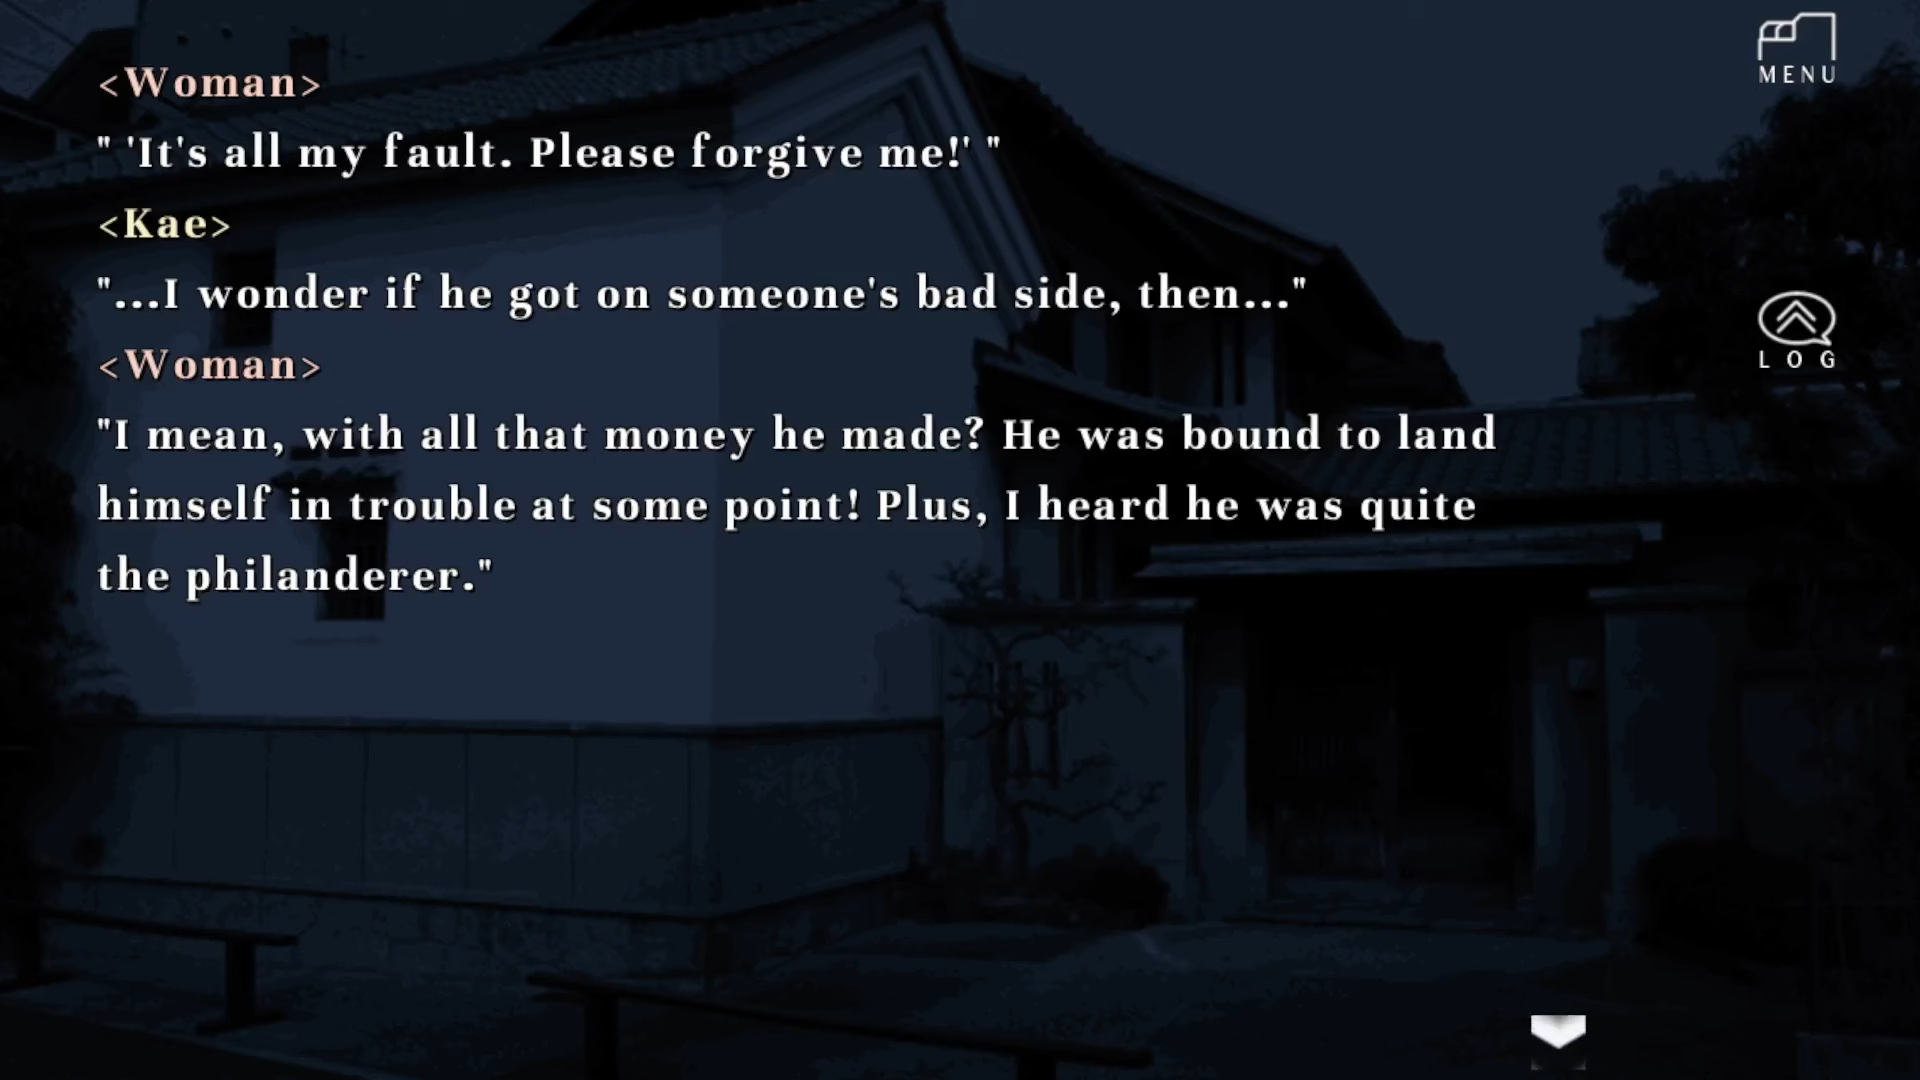 <Woman>
" 'It's all my fault. Please forgive me!' "
<Kae>
"...I wonder if he got on someone's bad side, then..."
<Woman>
"I mean, with all that money he made? He was bound to land
himself in trouble at some point! Plus, I heard he was quite
the philanderer."
MENU
LOG